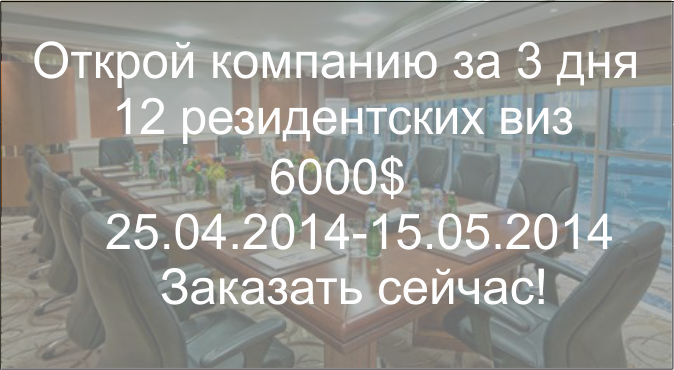 Открой компанию за 3 дня
12 резидентских виз
6000$
25.04.2014-15.05.2014
Заказать сейчас!